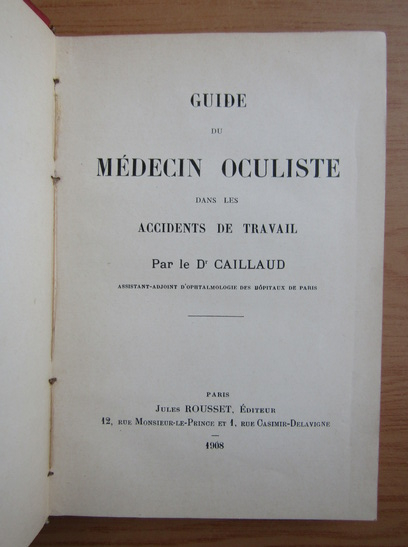 GUIDE
DU
MÉDECIN OCULISTE
DANS LES
ACCIDENTS DE TRAVAIL
Par le Dr CAILLAUD
ASSISTANT-ADJOINT D'OPHTALMOLOGIE DES HÔPITAUX DE PARIS
PARIS
JULES ROUSSET, ÉDITEUR
12, RUE MONSIEUR-LE-PRINCE ET 1, RUE CASIMIR-DELAVIGNE
1908